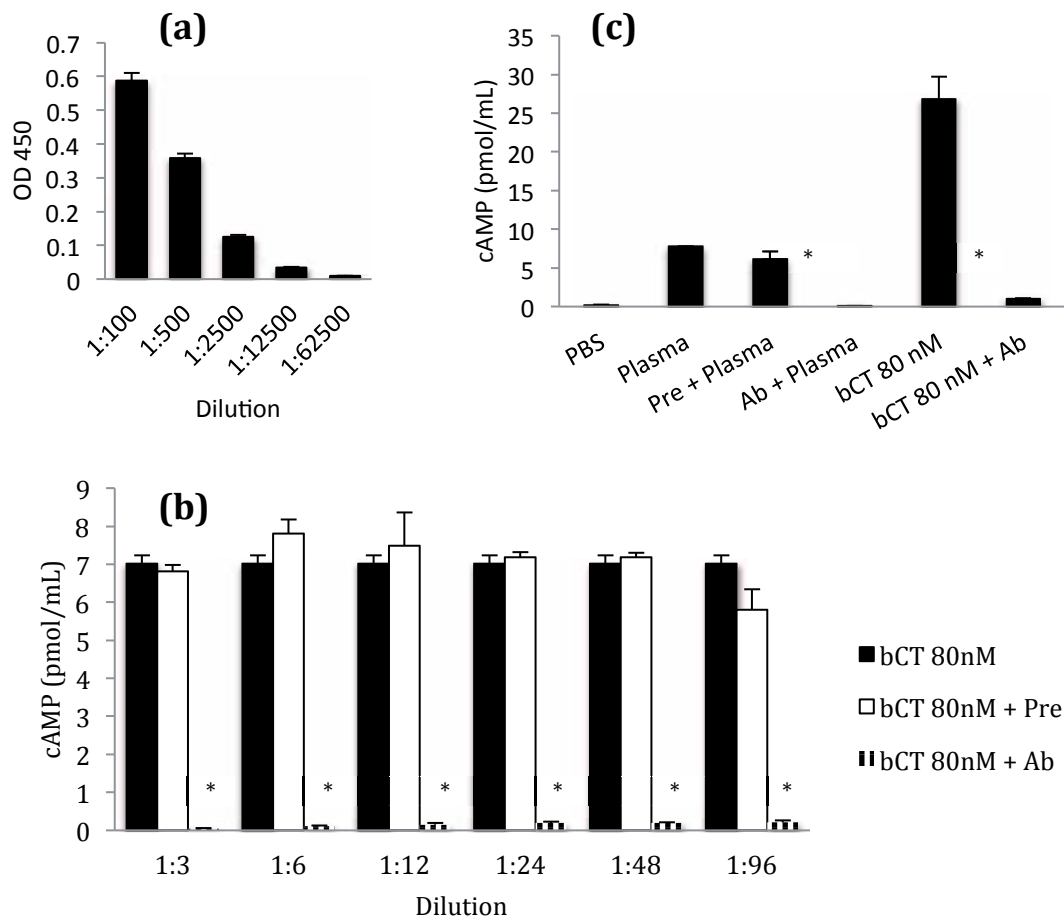 (a)
0.7
0.6
0.5
0.4
0.3
0.2
0.1
0
OD 450
1:100
1:500
1:2500
1:12500
1:62500
Dilution
(c)
35
30
25
20
15
10
5
0
cAMP (pmol/mL)
*
*
PBS
Plasma
Pre + Plasma
Ab + Plasma
bCT 80 nM
bCT 80 nM + Ab
(b)
9
8
7
6
5
4
3
2
1
0
cAMP (pmol/mL)
* * * * * *
1:3 1:6 1:12 1:24 1:48 1:96
Dilution
bCT 80nM
bCT 80nM + Pre
bCT 80nM + Ab